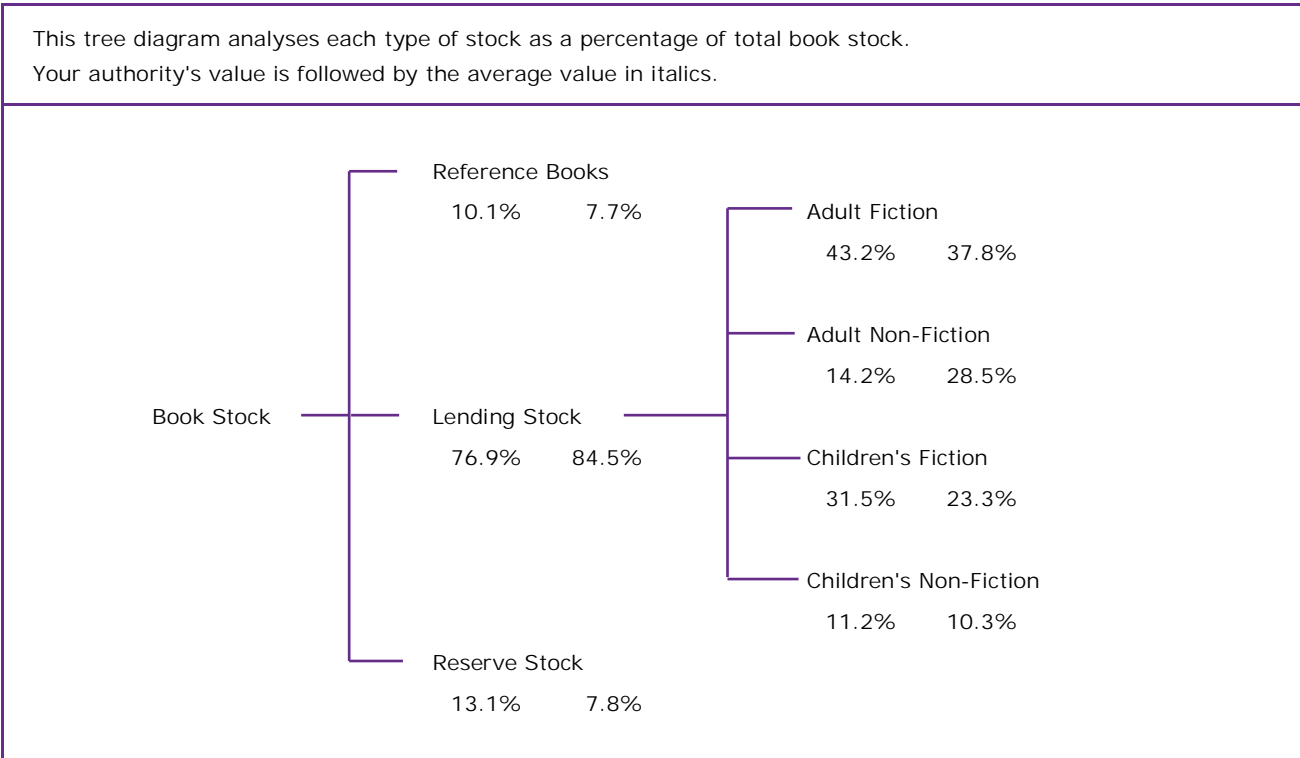 This tree diagram analyses each type of stock as a percentage of total book stock.
Your authority's value is followed by the average value in italics.
Reference Books
10.1% 7.7%
Adult Fiction
43.2% 37.8%
Adult Non-Fiction
14.2% 28.5%
Book Stock
Lending Stock
76.9% 84.5%
Children's Fiction
31.5% 23.3%
Children's Non-Fiction
11.2% 10.3%
Reserve Stock
13.1% 7.8%